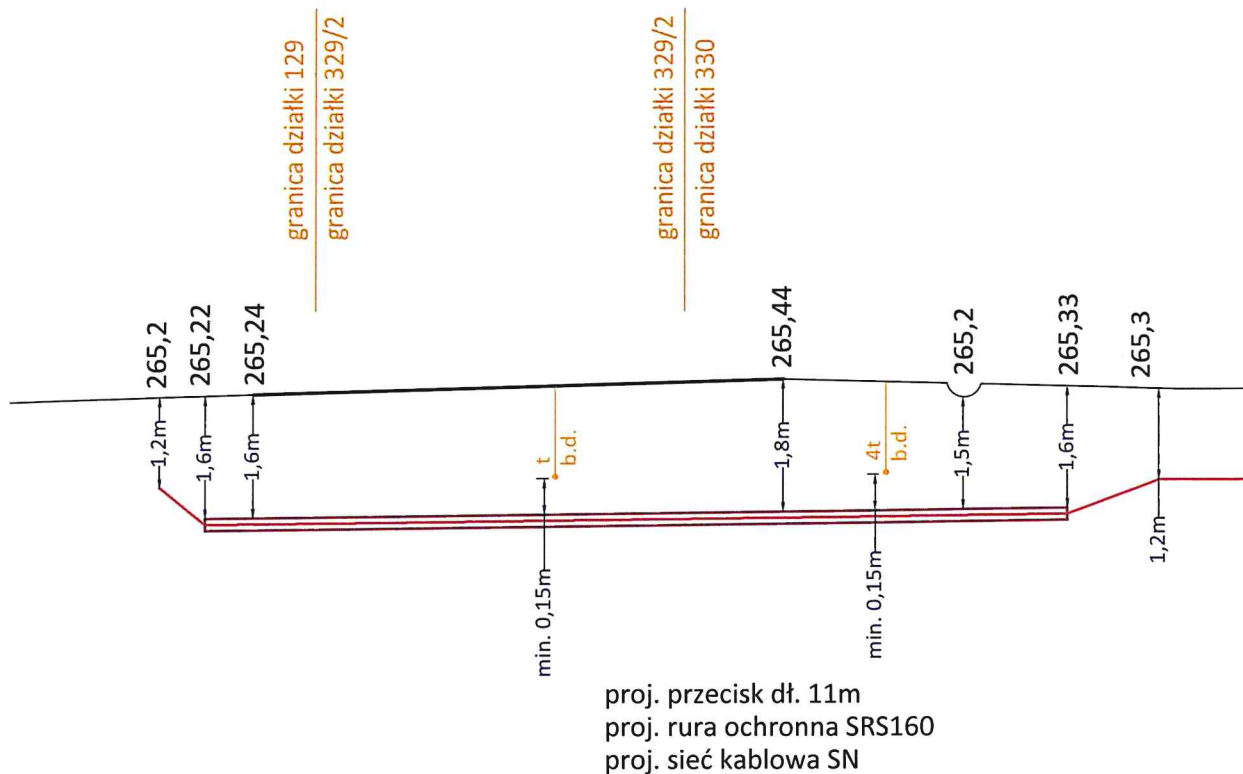 granica działki 129
granica działki 329/2
granica działki 329/2
granica działki 330
265,2
265,22
265,24
265,44
265,2
265,33
265,3
1,2m
1,6m
1,6m
t
b.d.
1,8m
4t
b.d.
1,5m
1,6m
1,2m
min. 0,15m
min. 0,15m
proj. przecisk dł. 11m
proj. rura ochronna SRS160
proj. sieć kablowa SN